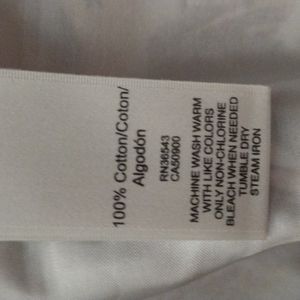 100% Cotton/Coton/
Algodón
RN36543
CA50900
MACHINE WASH WARM
WITH LIKE COLORS
ONLY NON-CHLORINE
BLEACH WHEN NEEDED
TUMBLE DRY
STEAM IRON